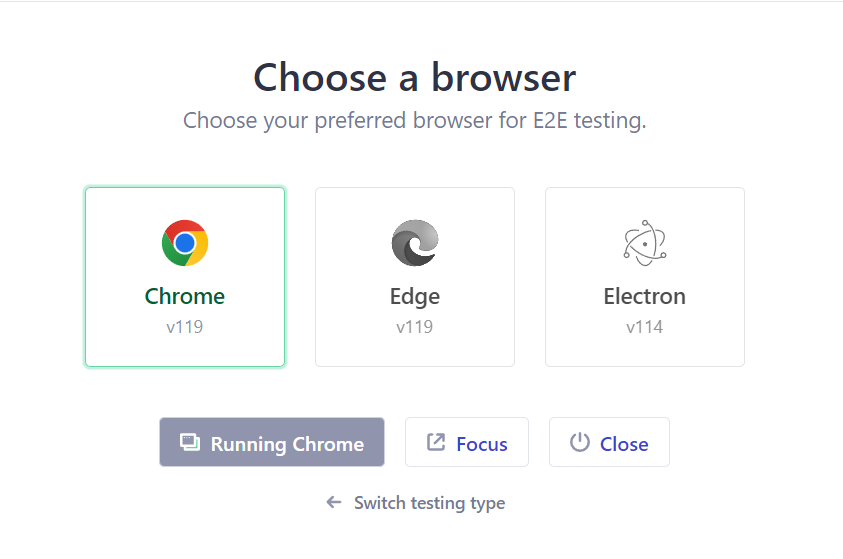 Choose a browser
Choose your preferred browser for E2E testing.
Chrome
v119
Edge
v119
Electron
v114
Running Chrome
Focus
Close
Switch testing type